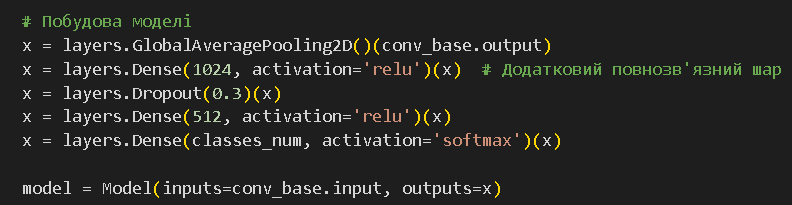 # Побудова моделі
x = layers.GlobalAveragePooling2D()(conv_base.output)
x = layers.Dense(1024, activation='relu')(x)  # Додатковий повнозв'язний шар
x = layers.Dropout(0.3)(x)
x = layers.Dense(512, activation='relu')(x)
x = layers.Dense(classes_num, activation='softmax')(x)

model = Model(inputs=conv_base.input, outputs=x)